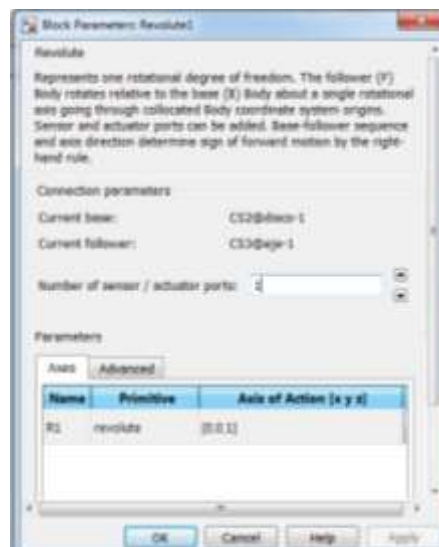 Block Parameters: Revolute1
Revolute
Represents one rotational degree of freedom. The follower (F)
Body rotates relative to the base (B) Body about a single rotational
axis going through collocated Body coordinate system origins.
Sensor and actuator ports can be added. Base-follower sequence
and axis direction determine sign of forward motion by the right-
hand rule.
Connection parameters
Current base: CS2@disco-1
Current follower: CS3@eje-1
Number of sensor / actuator ports:
Parameters
Axes Advanced
Name Primitive Axis of Action [x y z]
R1 revolute [0 0 1]
OK Cancel Help Apply